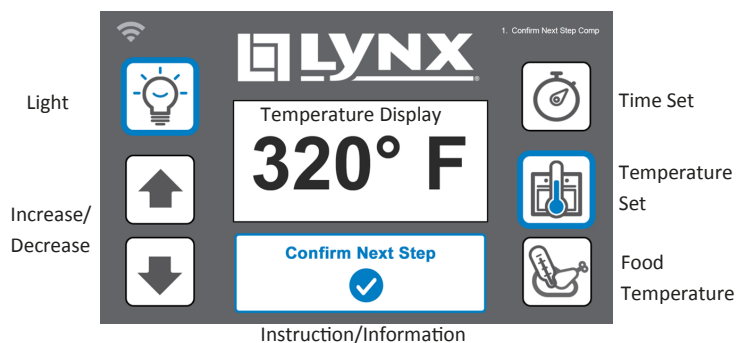 1. Confirm Next Step Comp
LYNX
Light
Time Set
Temperature Display
320° F
Temperature
Set
Increase/
Decrease
Confirm Next Step
Food
Temperature
Instruction/Information